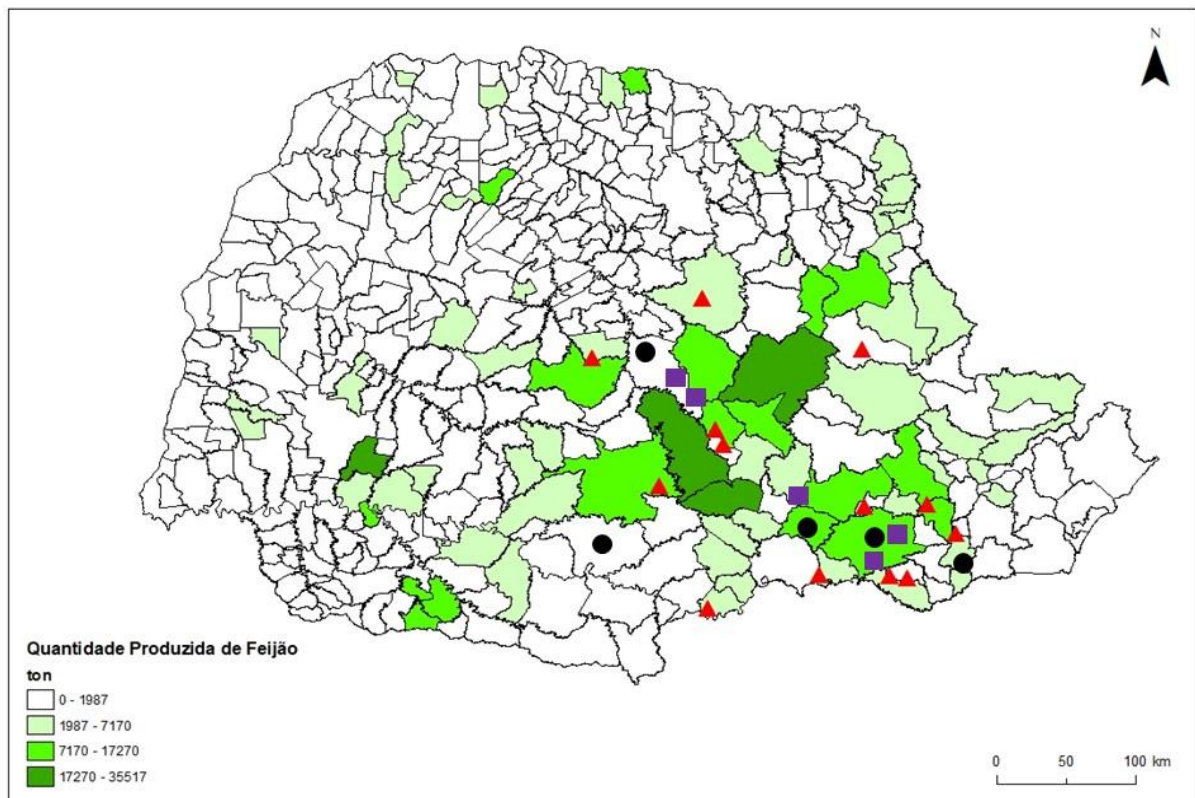 N
Quantidade Produzida de Feijão
ton
0 - 1987
1987 - 7170
7170 - 17270
17270 - 35517
0 50 100 km